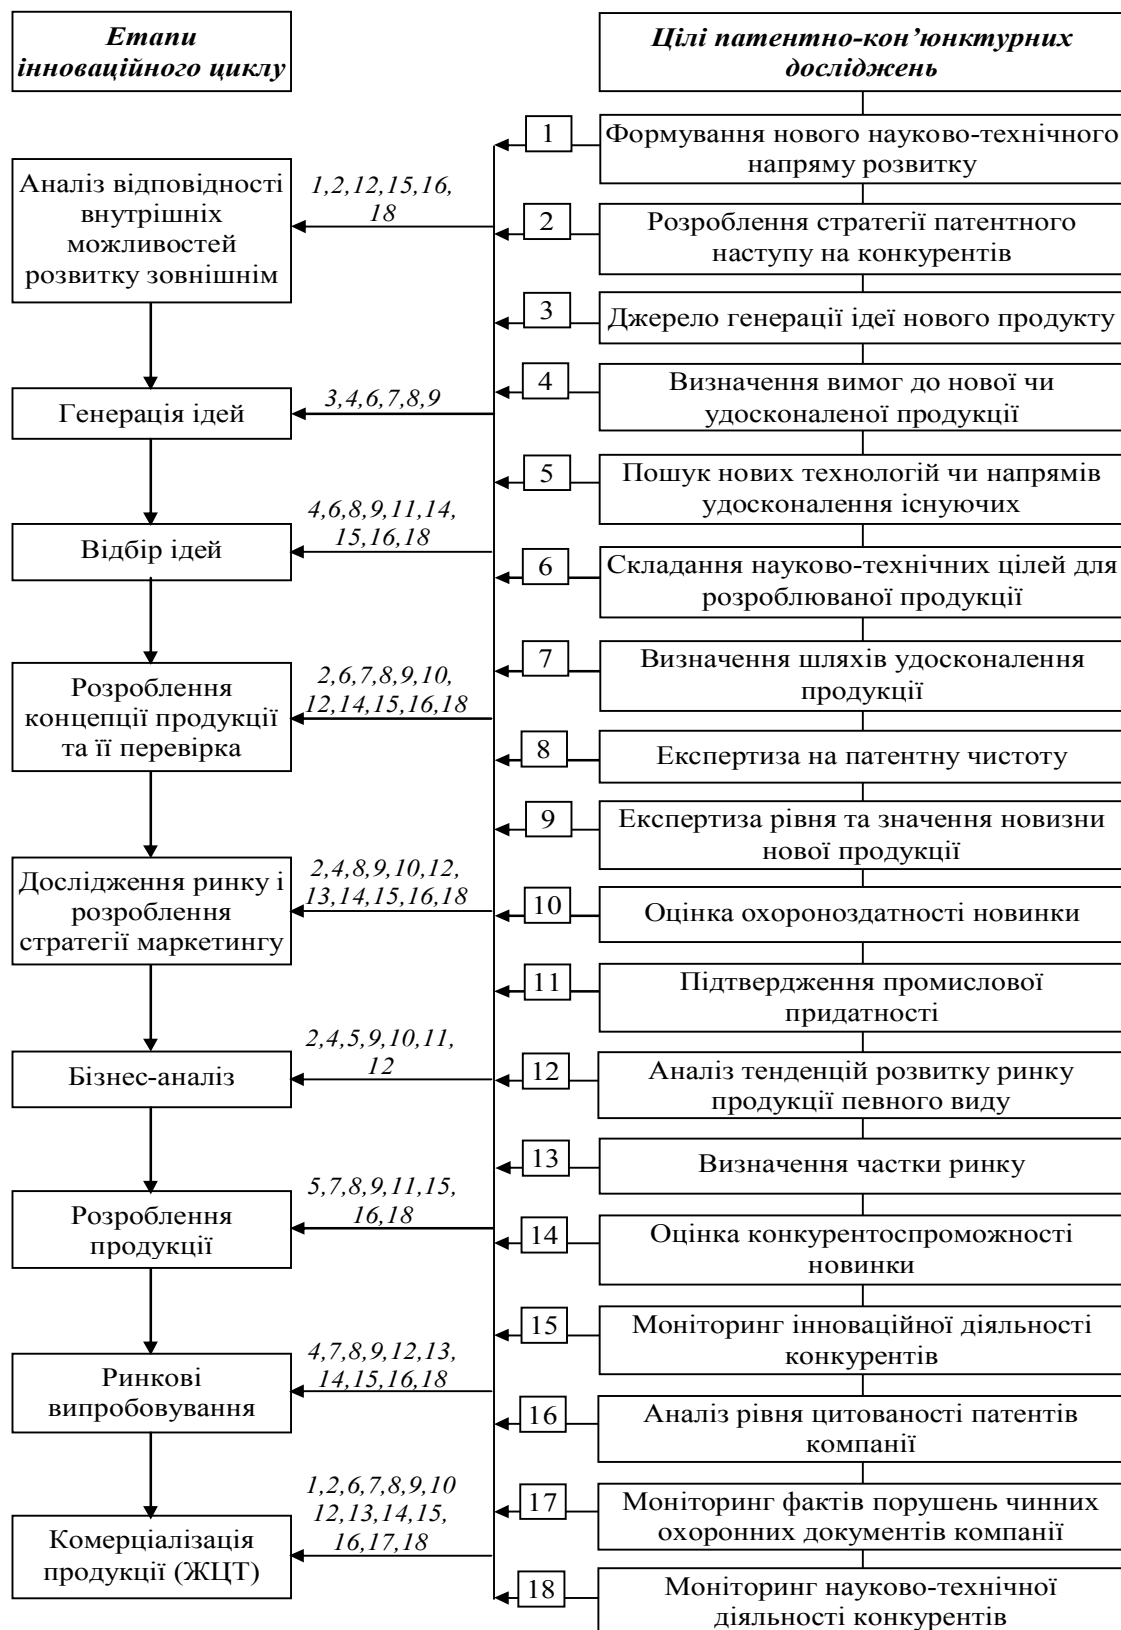 Етапи
інноваційного циклу
Аналіз відповідності
внутрішніх
можливостей
розвитку зовнішнім
Генерація ідей
Відбір ідей
Розроблення
концепції продукції
та її перевірка
Дослідження ринку і
розроблення
стратегії маркетингу
Бізнес-аналіз
Розроблення
продукції
Ринкові
випробовування
Комерціалізація
продукції (ЖЦТ)
1,2,12,15,16,
18
3,4,6,7,8,9
4,6,8,9,11,14,
15,16,18
2,6,7,8,9,10,
12,14,15,16,18
2,4,8,9,10,12,
13,14,15,16,18
2,4,5,9,10,11,
12
5,7,8,9,11,15,
16,18
4,7,8,9,12,13,
14,15,16,18
1,2,6,7,8,9,10
12,13,14,15,
16,17,18
Цілі патентно-кон’юнктурних
досліджень
1
Формування нового науково-технічного
напряму розвитку
2
Розроблення стратегії патентного
наступу на конкурентів
3
Джерело генерації ідеї нового продукту
4
Визначення вимог до нової чи
удосконаленої продукції
5
Пошук нових технологій чи напрямів
удосконалення існуючих
6
Складання науково-технічних цілей для
розроблюваної продукції
7
Визначення шляхів удосконалення
продукції
8
Експертиза на патентну чистоту
9
Експертиза рівня та значення новизни
нової продукції
10
Оцінка охороноздатності новинки
11
Підтвердження промислової
придатності
12
Аналіз тенденцій розвитку ринку
продукції певного виду
13
Визначення частки ринку
14
Оцінка конкурентоспроможності
новинки
15
Моніторинг інноваційної діяльності
конкурентів
16
Аналіз рівня цитованості патентів
компанії
17
Моніторинг фактів порушень чинних
охоронних документів компанії
18
Моніторинг науково-технічної
діяльності конкурентів